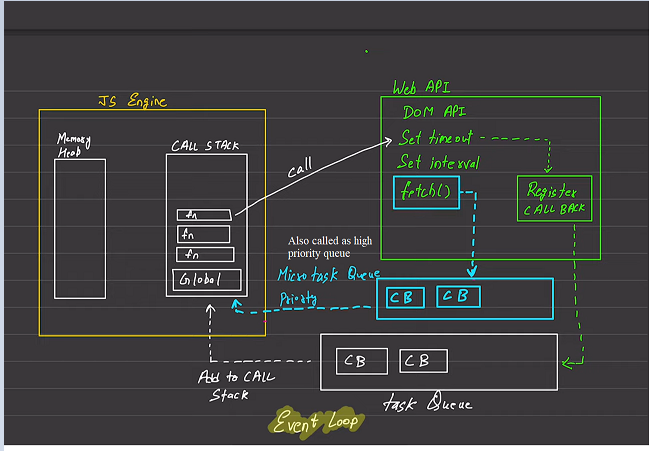 JS Engine
Memory
Heap
CALL STACK
fn
fn
fn
Global
call
Web API
DOM API
Set timeout
Set interval
fetch()
Register
CALL BACK
Also called as high
priority queue
Micro task Queue
Priority
CB CB
CB CB
Add to CALL
Stack
task Queue
Event Loop